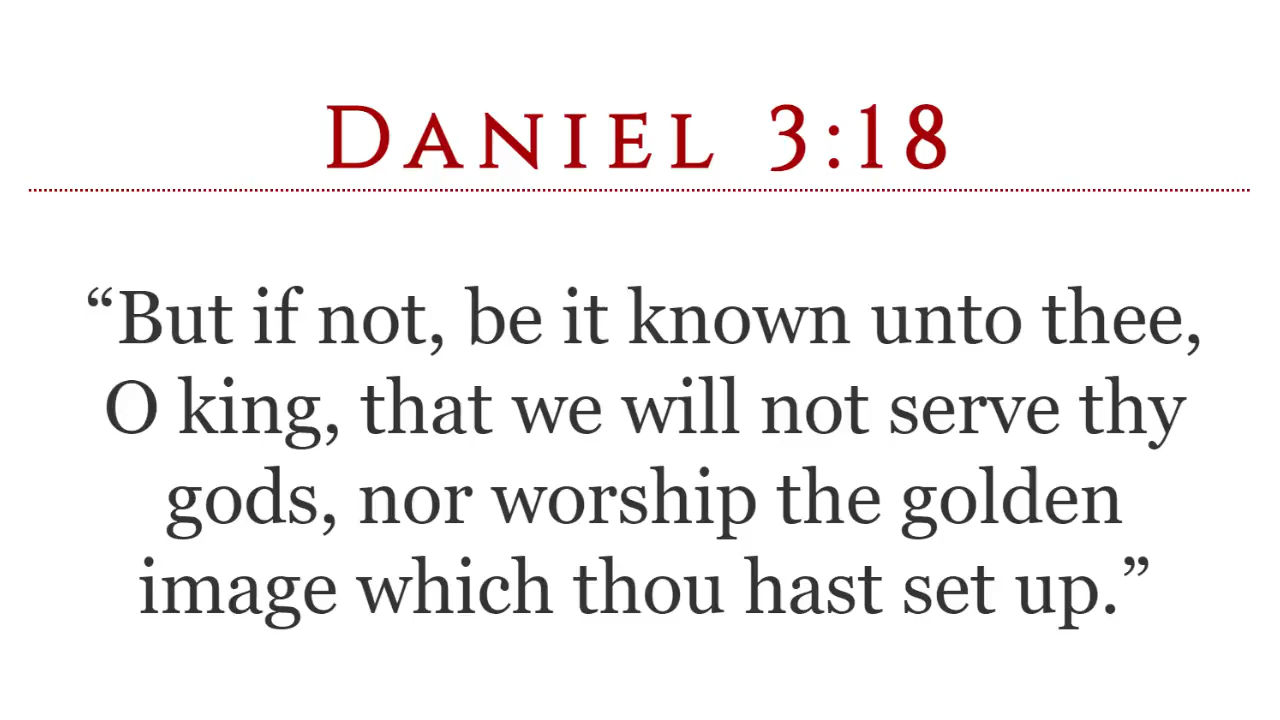 Daniel 3:18
“But if not, be it known unto thee,
O king, that we will not serve thy
gods, nor worship the golden
image which thou hast set up.”